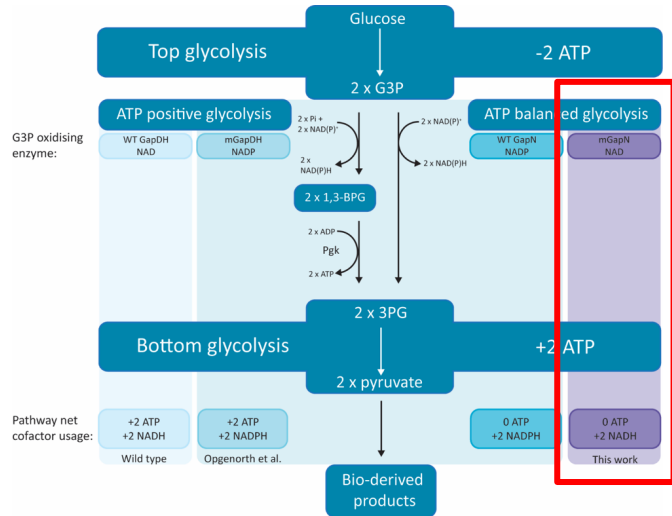 Glucose
Top glycolysis
-2 ATP
2 x G3P
ATP positive glycolysis
ATP balanced glycolysis
G3P oxidising
enzyme:
WT GapDH
NAD
mGapDH
NADP
2 x Pi +
2 x NAD(P)⁺
2 x
NAD(P)H
2 x NAD(P)⁺
2 x NAD(P)H
WT GapN
NADP
mGapN
NAD
2 x 1,3-BPG
2 x ADP
Pgk
2 x ATP
2 x 3PG
Bottom glycolysis
+2 ATP
2 x pyruvate
Pathway net
cofactor usage:
+2 ATP
+2 NADH
+2 ATP
+2 NADPH
0 ATP
+2 NADPH
0 ATP
+2 NADH
Wild type
Opgenorth et al.
This work
Bio-derived
products